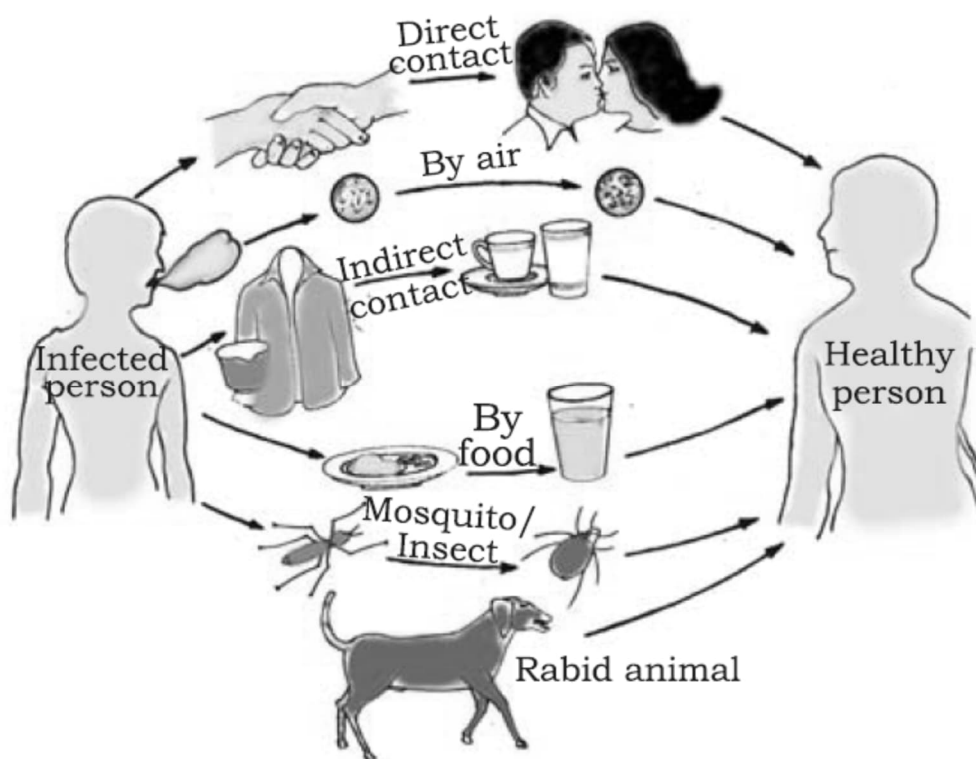 Direct
contact
By air
Indirect
contact
Infected
person
Healthy
person
By
food
Mosquito/
Insect
Rabid animal